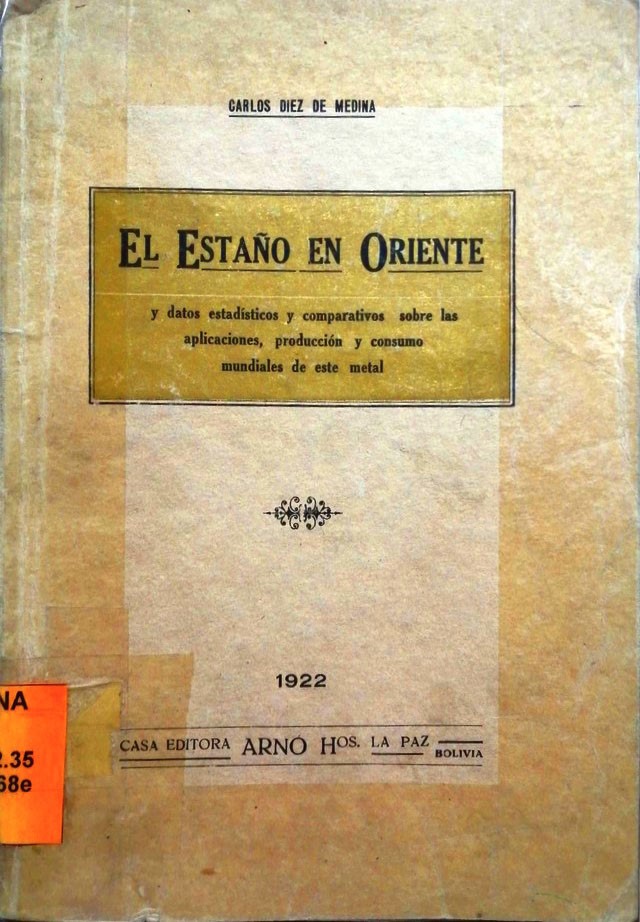 CARLOS DIEZ DE MEDINA
EL ESTAÑO EN ORIENTE
y datos estadísticos y comparativos sobre las
aplicaciones, producción y consumo
mundiales de este metal
1922
CASA EDITORA ARNÓ HOS. LA PAZ
BOLIVIA
NA
2.35
68e